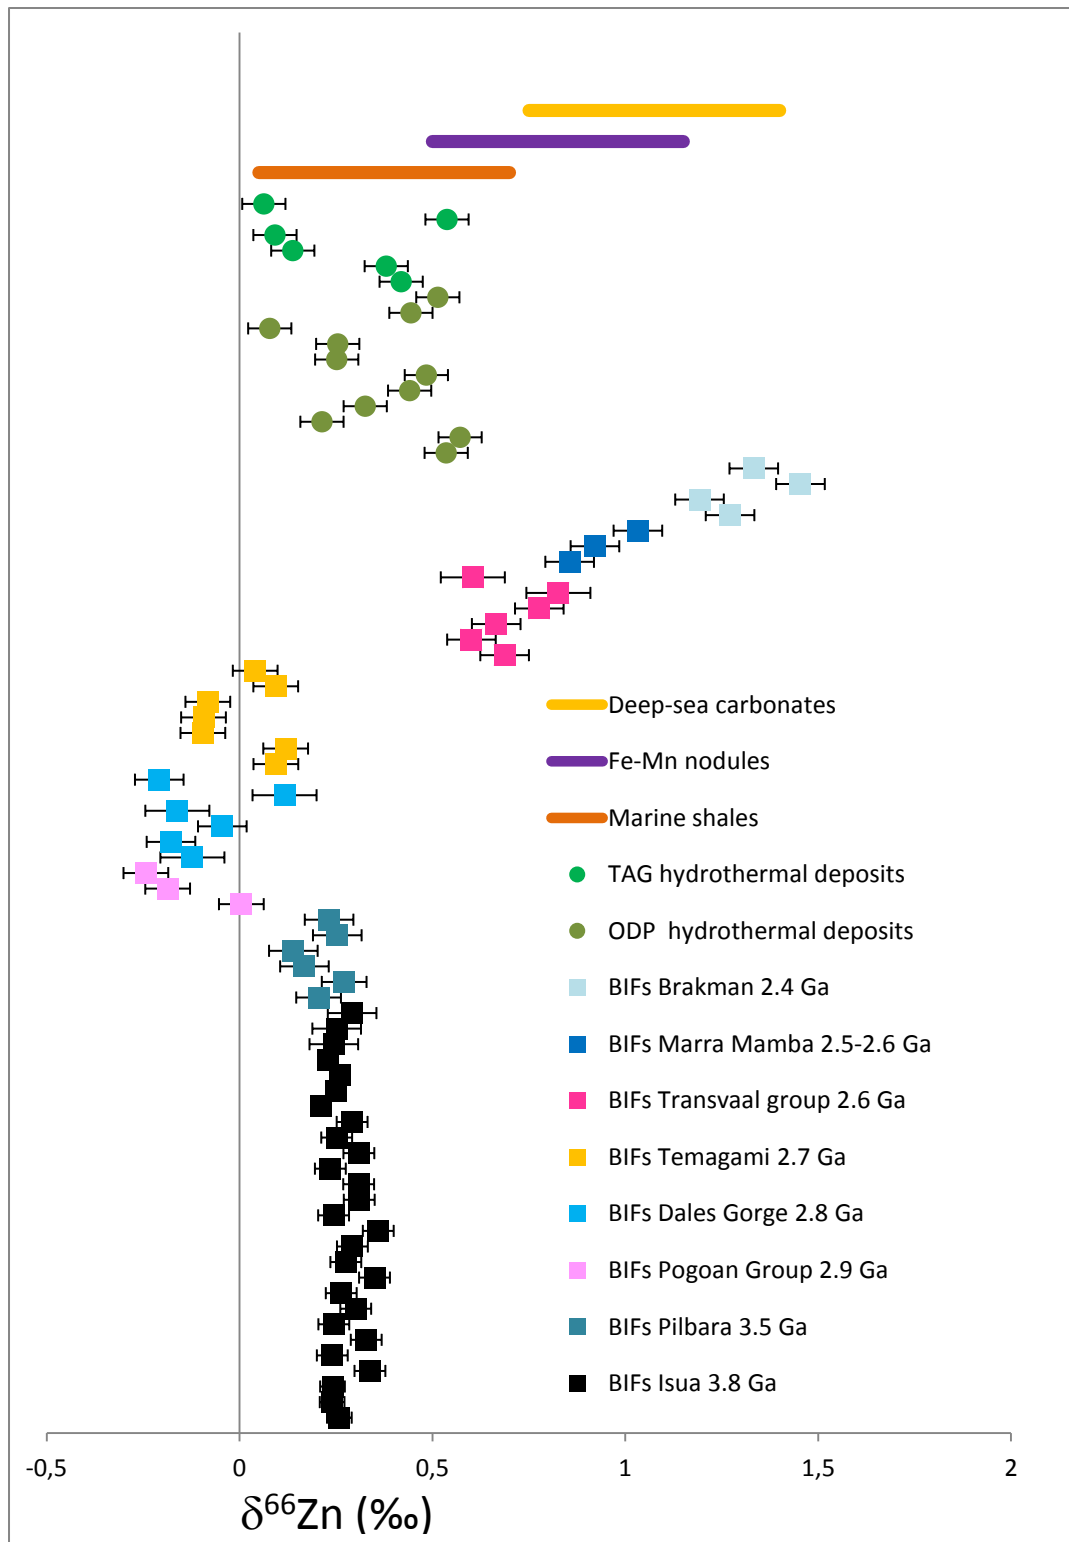 Deep-sea carbonates
Fe-Mn nodules
Marine shales
TAG hydrothermal deposits
ODP hydrothermal deposits
BIFs Brakman 2.4 Ga
BIFs Marra Mamba 2.5-2.6 Ga
BIFs Transvaal group 2.6 Ga
BIFs Temagami 2.7 Ga
BIFs Dales Gorge 2.8 Ga
BIFs Pogoan Group 2.9 Ga
BIFs Pilbara 3.5 Ga
BIFs Isua 3.8 Ga
-0,5 0 0,5 1 1,5 2
δ⁶⁶Zn (‰)